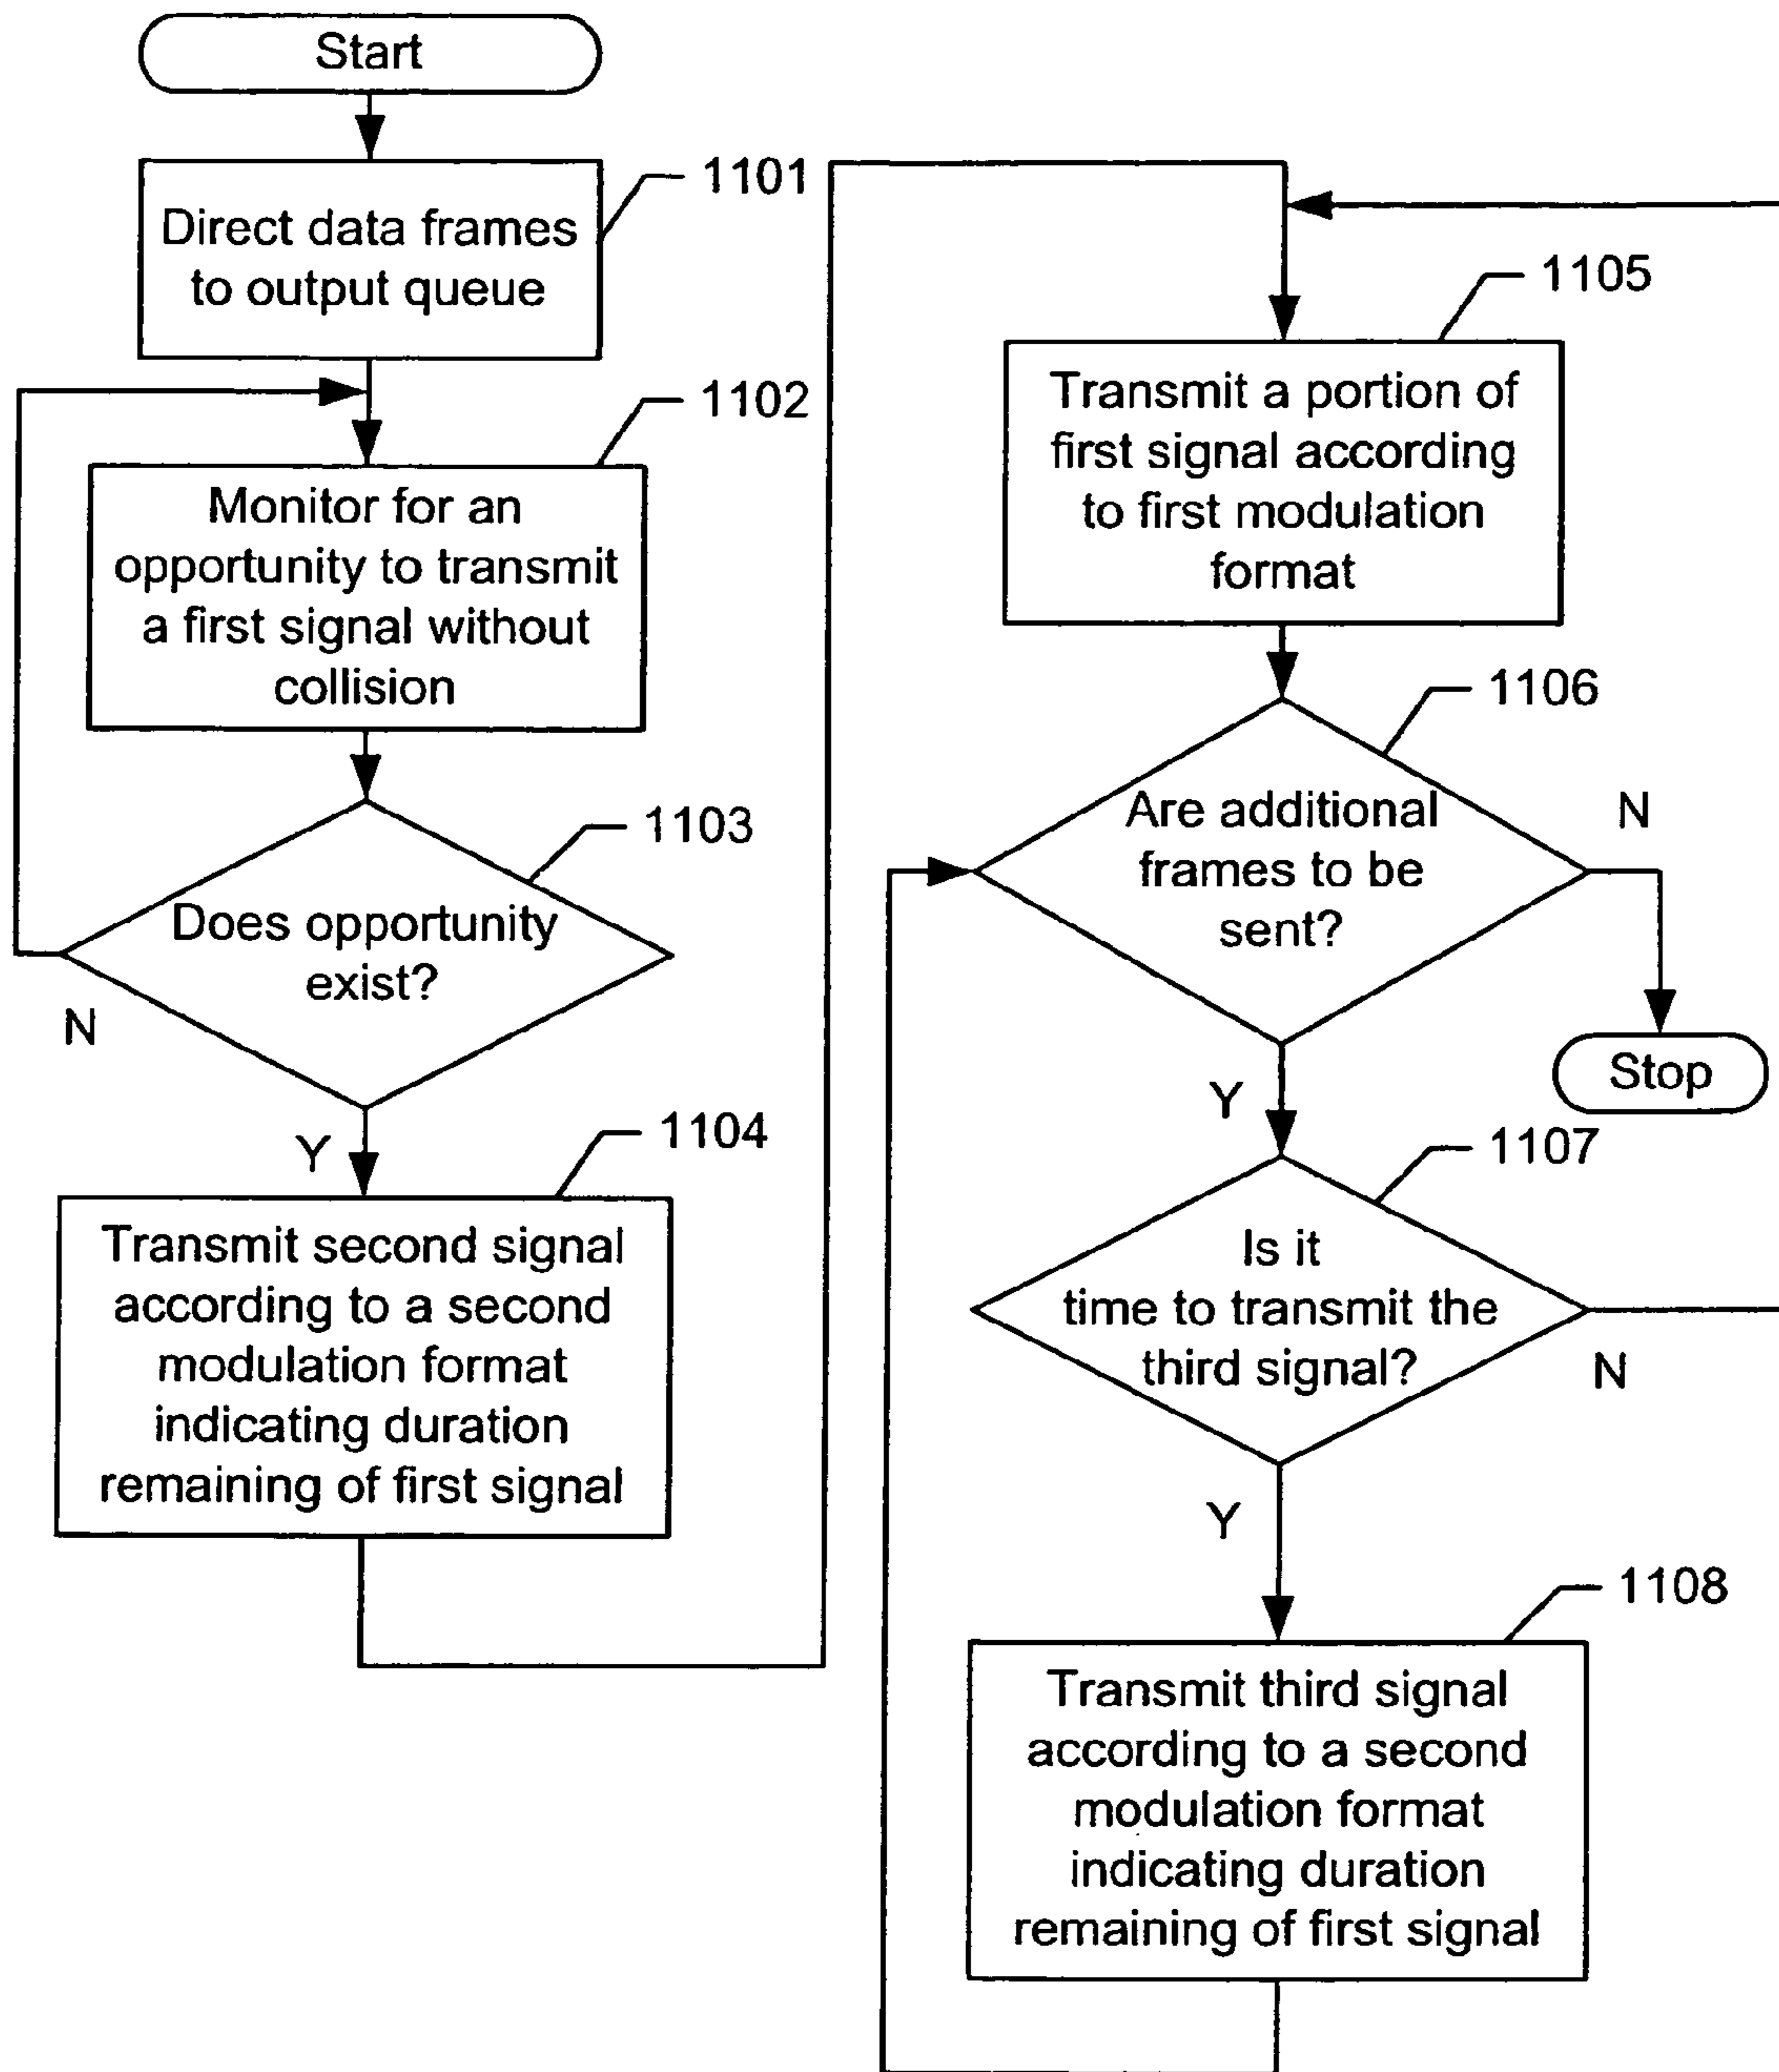 Start
1101
Direct data frames
to output queue
1102
Monitor for an
opportunity to transmit
a first signal without
collision
1103
Does opportunity
exist?
N
Y
1104
Transmit second signal
according to a second
modulation format
indicating duration
remaining of first signal
1105
Transmit a portion of
first signal according
to first modulation
format
1106
Are additional
frames to be
sent?
N
Stop
Y
1107
Is it
time to transmit the
third signal?
N
Y
1108
Transmit third signal
according to a second
modulation format
indicating duration
remaining of first signal